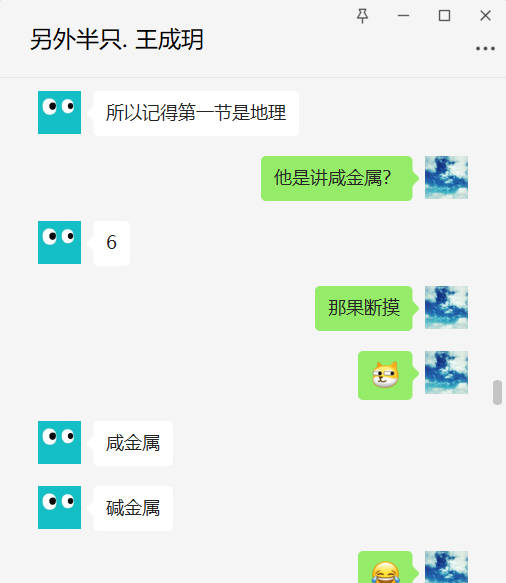 另外半只. 王成玥
所以记得第一节是地理
他是讲咸金属?
6
那果断摸
咸金属
碱金属